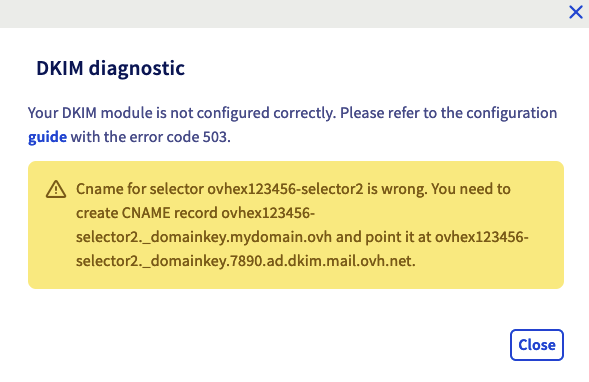 DKIM diagnostic
Your DKIM module is not configured correctly. Please refer to the configuration
guide with the error code 503.
Cname for selector ovhex123456-selector2 is wrong. You need to
create CNAME record ovhex123456-
selector2._domainkey.mydomain.ovh and point it at ovhex123456-
selector2._domainkey.7890.ad.dkim.mail.ovh.net.
Close